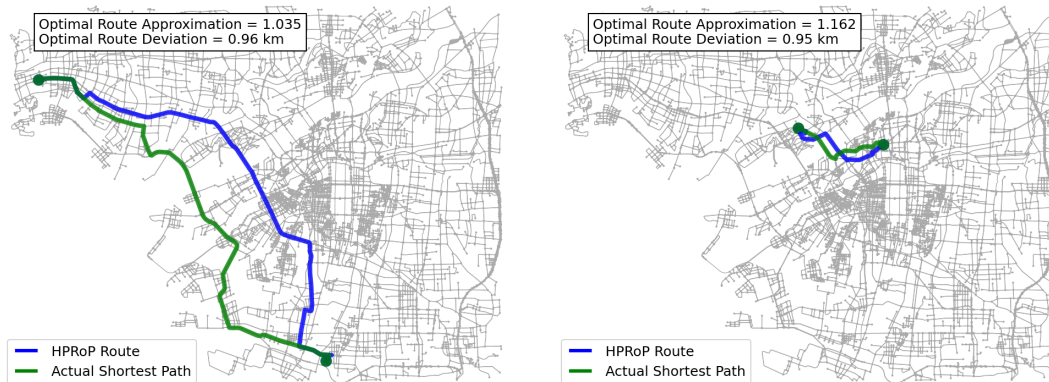 Optimal Route Approximation = 1.035
Optimal Route Deviation = 0.96 km
HPRoP Route
Actual Shortest Path
Optimal Route Approximation = 1.162
Optimal Route Deviation = 0.95 km
HPRoP Route
Actual Shortest Path